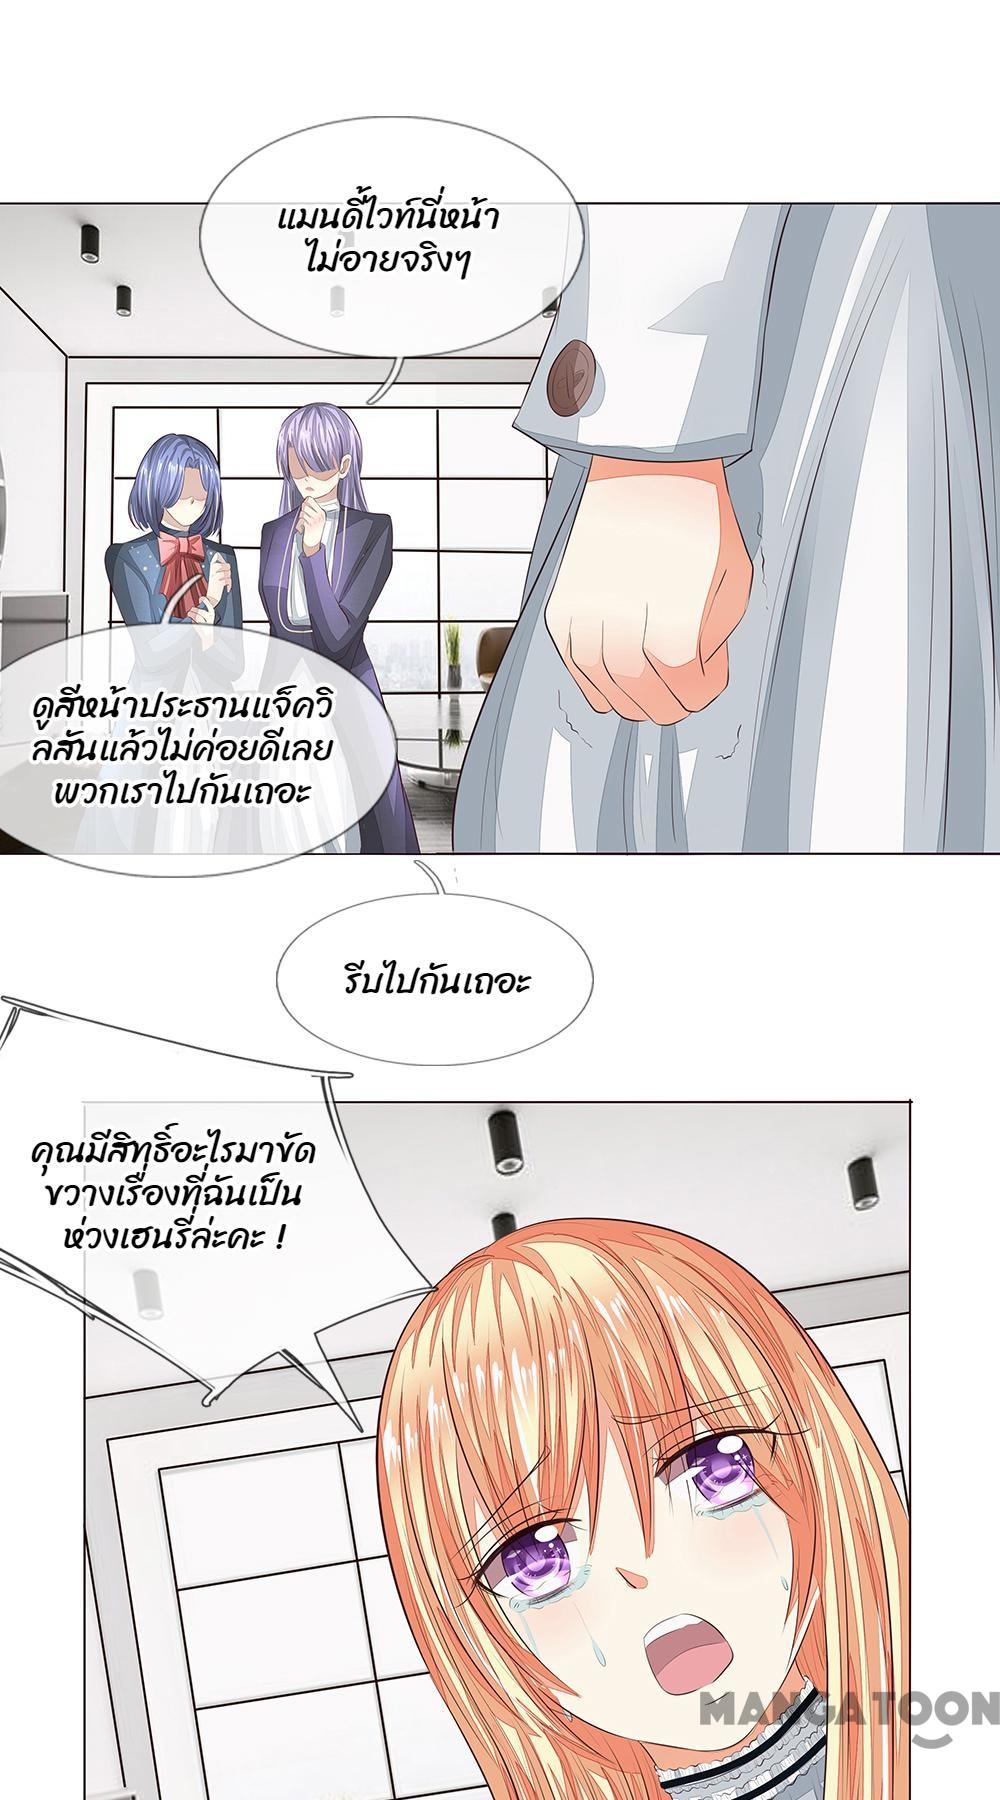 แมนดี้ไวท์นี่หน้า
ไม่อายจริงๆ
ดูสีหน้าประธานแจ็ควิ
ลสันแล้วไม่ค่อยดีเลย
พวกเราไปกันเถอะ
รีบไปกันเถอะ
คุณมีสิทธิ์อะไรมาขัด
ขวางเรื่องที่ฉันเป็น
ห่วงเฮนรี่ล่ะคะ !
MANGATOON